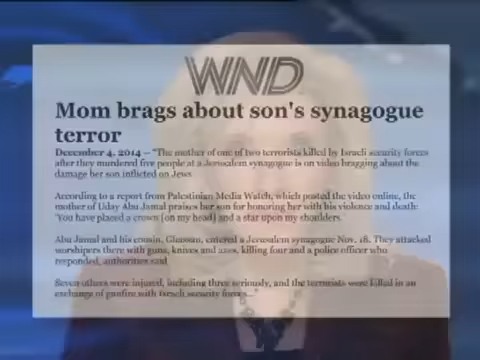 WND
Mom brags about son's synagogue
terror
December 4, 2014 – "The mother of one of two terrorists killed by Israeli security forces
after they murdered five people at a Jerusalem synagogue is on video bragging about the
damage her son inflicted on Jews.
According to a report from Palestinian Media Watch, which posted the video online, the
mother of Uday Abu Jamal praises her son for honoring her with his violence and death:
'You have placed a crown [on my head] and a star upon my shoulders.
Abu Jamal and his cousin, Ghassan, entered a Jerusalem synagogue Nov. 18. They attacked
worshipers there with guns, knives and axes, killing four and a police officer who
responded, authorities said.
Seven others were injured, including three seriously, and the terrorists were killed in an
exchange of gunfire with Israeli security forces..."